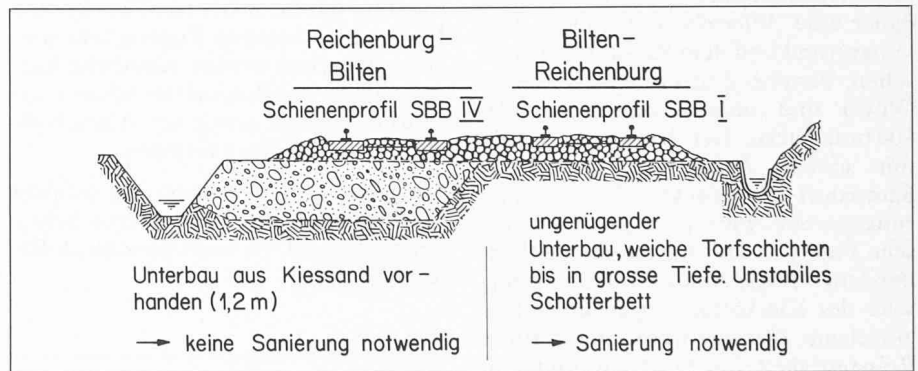 Reichenburg-
Bilten
Schienenprofil SBB IV
Bilten-
Reichenburg
Schienenprofil SBB I
Unterbau aus Kiessand vor-
handen (1,2 m)
→ keine Sanierung notwendig
ungenügender
Unterbau, weiche Torfschichten
bis in grosse Tiefe. Unstabiles
Schotterbett
→ Sanierung notwendig